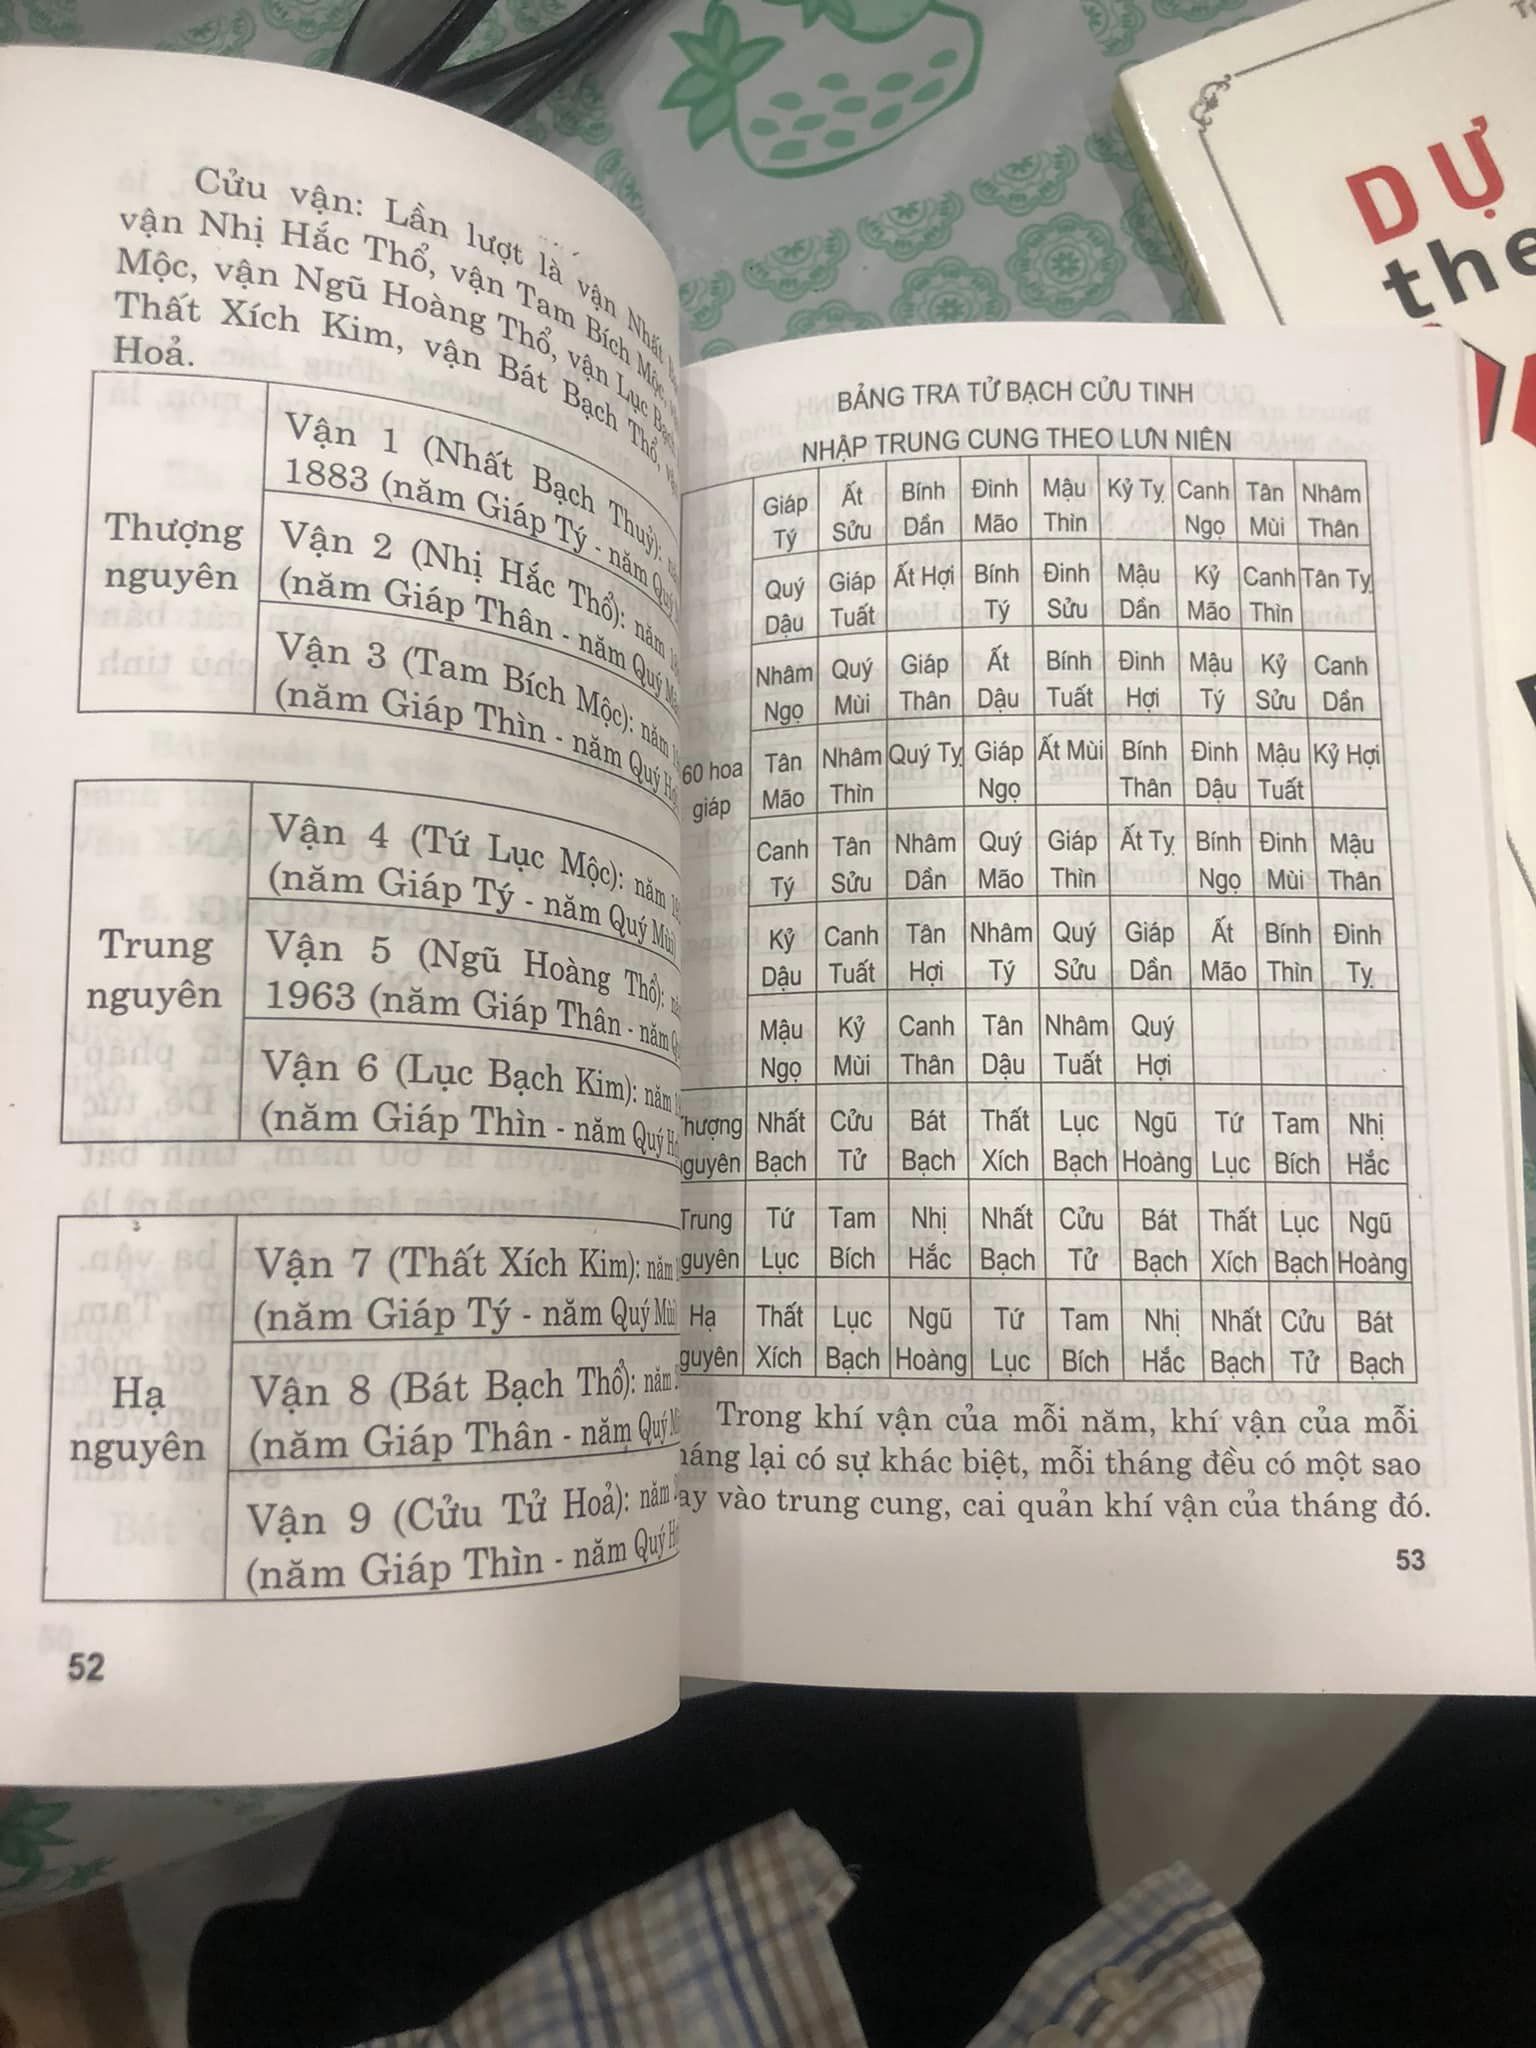 Cửu vận: Lần lượt là vận Nhất
vận Nhị Hắc Thổ, vận Tam Bích Mộc,
Mộc, vận Ngũ Hoàng Thổ, vận Lục Bạch
Thất Xích Kim, vận Bát Bạch Thổ,
Hoả.
Thượng nguyên
Vận 1 (Nhất Bạch Thuỷ):
1883 (năm Giáp Tý - năm Quý
Vận 2 (Nhị Hắc Thổ): năm
(năm Giáp Thân - năm Quý Mão
Vận 3 (Tam Bích Mộc): năm
(năm Giáp Thìn - năm Quý Hợi
Trung nguyên
Vận 4 (Tứ Lục Mộc): năm
(năm Giáp Tý - năm Quý Mùi)
Vận 5 (Ngũ Hoàng Thổ):
1963 (năm Giáp Thân - năm
Vận 6 (Lục Bạch Kim): năm
(năm Giáp Thìn - năm Quý
Hạ nguyên
Vận 7 (Thất Xích Kim): năm
(năm Giáp Tý - năm Quý Mùi)
Vận 8 (Bát Bạch Thổ): năm
(năm Giáp Thân - năm Quý
Vận 9 (Cửu Tử Hoả): năm
(năm Giáp Thìn - năm Quý
52
BẢNG TRA TỬ BẠCH CỬU TINH
NHẬP TRUNG CUNG THEO LƯN NIÊN
60 hoa giáp
Giáp Tý Ất Sửu Bính Dần Đinh Mão Mậu Thìn Kỷ Tỵ Canh Ngọ Tân Mùi Nhâm Thân
Quý Dậu Giáp Tuất Ất Hợi Bính Tý Đinh Sửu Mậu Dần Kỷ Mão Canh Thìn Tân Tỵ
Nhâm Ngọ Quý Mùi Giáp Thân Ất Dậu Bính Tuất Đinh Hợi Mậu Tý Kỷ Sửu Canh Dần
Tân Mão Nhâm Thìn Quý Tỵ Giáp Ngọ Ất Mùi Bính Thân Đinh Dậu Mậu Tuất Kỷ Hợi
Canh Tý Tân Sửu Nhâm Dần Quý Mão Giáp Thìn Ất Tỵ Bính Ngọ Đinh Mùi Mậu Thân
Kỷ Dậu Canh Tuất Tân Hợi Nhâm Tý Quý Sửu Giáp Dần Ất Mão Bính Thìn Đinh Tỵ
Mậu Ngọ Kỷ Mùi Canh Thân Tân Dậu Nhâm Tuất Quý Hợi
Thượng nguyên Nhất Bạch Cửu Tử Bát Bạch Thất Xích Lục Bạch Ngũ Hoàng Tứ Lục Tam Bích Nhị Hắc
Trung nguyên Tứ Lục Tam Bích Nhị Hắc Nhất Bạch Cửu Tử Bát Bạch Thất Xích Lục Bạch Ngũ Hoàng
Hạ nguyên Thất Xích Lục Bạch Ngũ Hoàng Tứ Lục Tam Bích Nhị Hắc Nhất Bạch Cửu Tử Bát Bạch
Trong khí vận của mỗi năm, khí vận của mỗi
háng lại có sự khác biệt, mỗi tháng đều có một sao
ay vào trung cung, cai quản khí vận của tháng đó.
53
DỰ
the